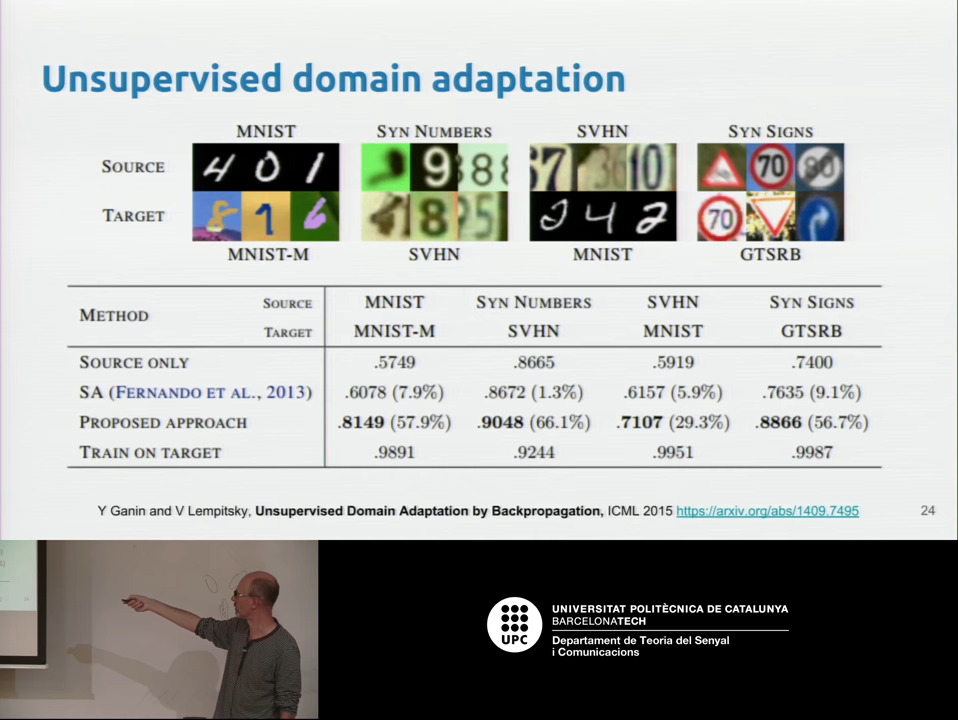 Unsupervised domain adaptation
MNIST SYN NUMBERS SVHN SYN SIGNS
SOURCE
TARGET
MNIST-M SVHN MNIST GTSRB
METHOD SOURCE MNIST SYN NUMBERS SVHN SYN SIGNS
TARGET MNIST-M SVHN MNIST GTSRB
SOURCE ONLY .5749 .8665 .5919 .7400
SA (FERNANDO ET AL., 2013) .6078 (7.9%) .8672 (1.3%) .6157 (5.9%) .7635 (9.1%)
PROPOSED APPROACH .8149 (57.9%) .9048 (66.1%) .7107 (29.3%) .8866 (56.7%)
TRAIN ON TARGET .9891 .9244 .9951 .9987
Y Ganin and V Lempitsky, Unsupervised Domain Adaptation by Backpropagation, ICML 2015 https://arxiv.org/abs/1409.7495 24
UPC
UNIVERSITAT POLITÈCNICA DE CATALUNYA
BARCELONATECH
Departament de Teoria del Senyal
i Comunicacions